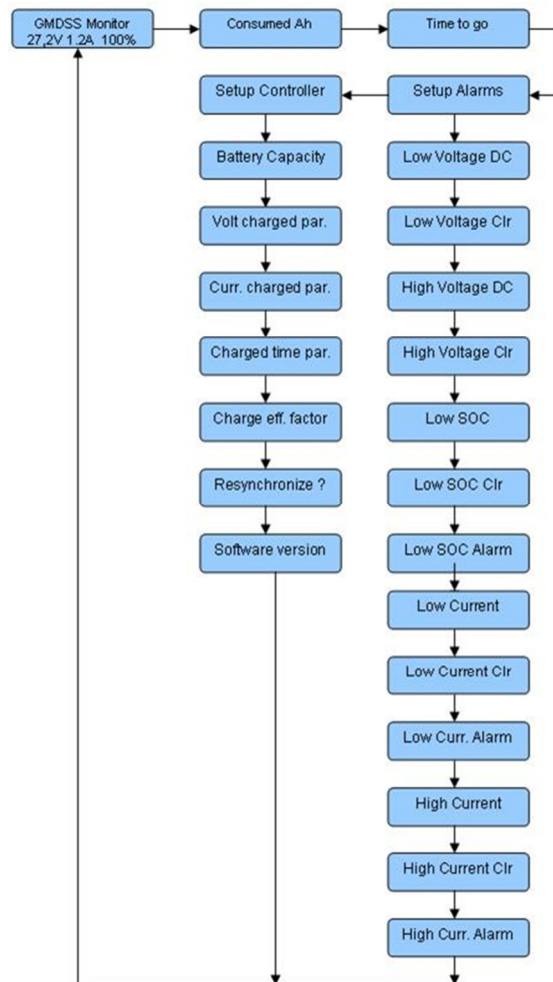 GMDSS Monitor
27,2V 1.2A 100%
Consumed Ah
Time to go
Setup Controller
Setup Alarms
Battery Capacity
Low Voltage DC
Volt charged par.
Low Voltage Clr
Curr. charged par.
High Voltage DC
Charged time par.
High Voltage Clr
Charge eff. factor
Low SOC
Resynchronize ?
Low SOC Clr
Software version
Low SOC Alarm
Low Current
Low Current Clr
Low Curr. Alarm
High Current
High Current Clr
High Curr. Alarm